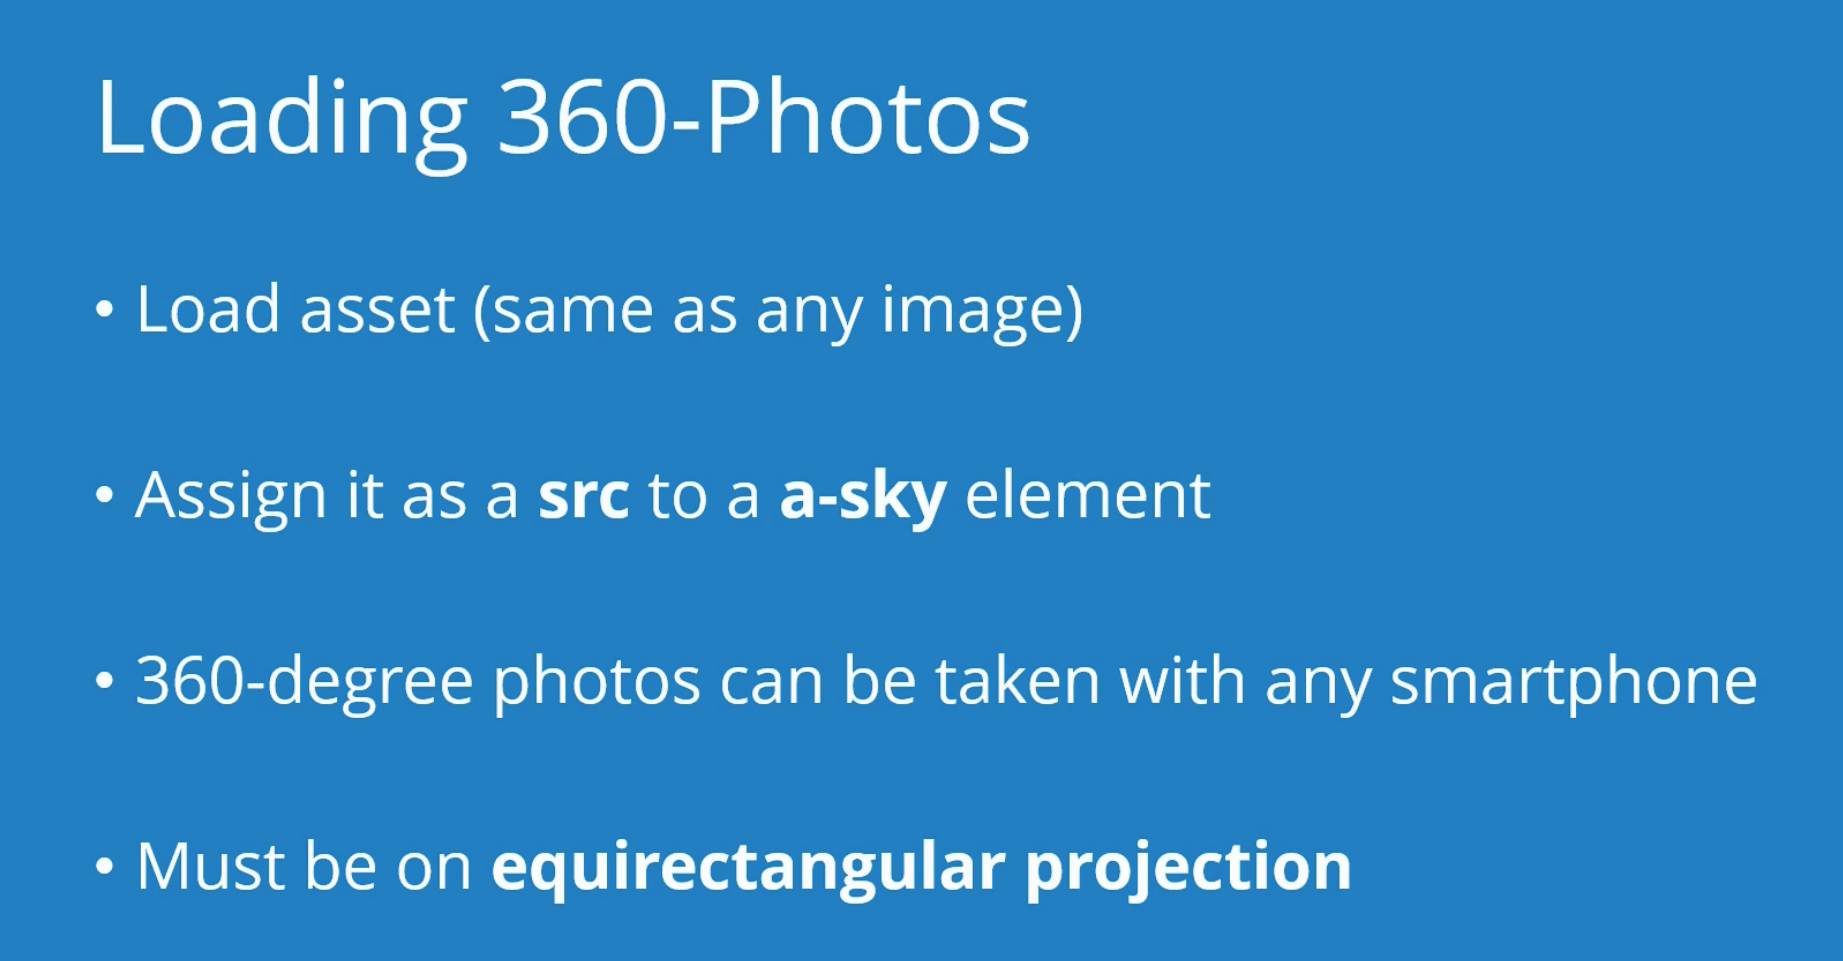 Loading 360-Photos
• Load asset (same as any image)
• Assign it as a src to a a-sky element
• 360-degree photos can be taken with any smartphone
• Must be on equirectangular projection